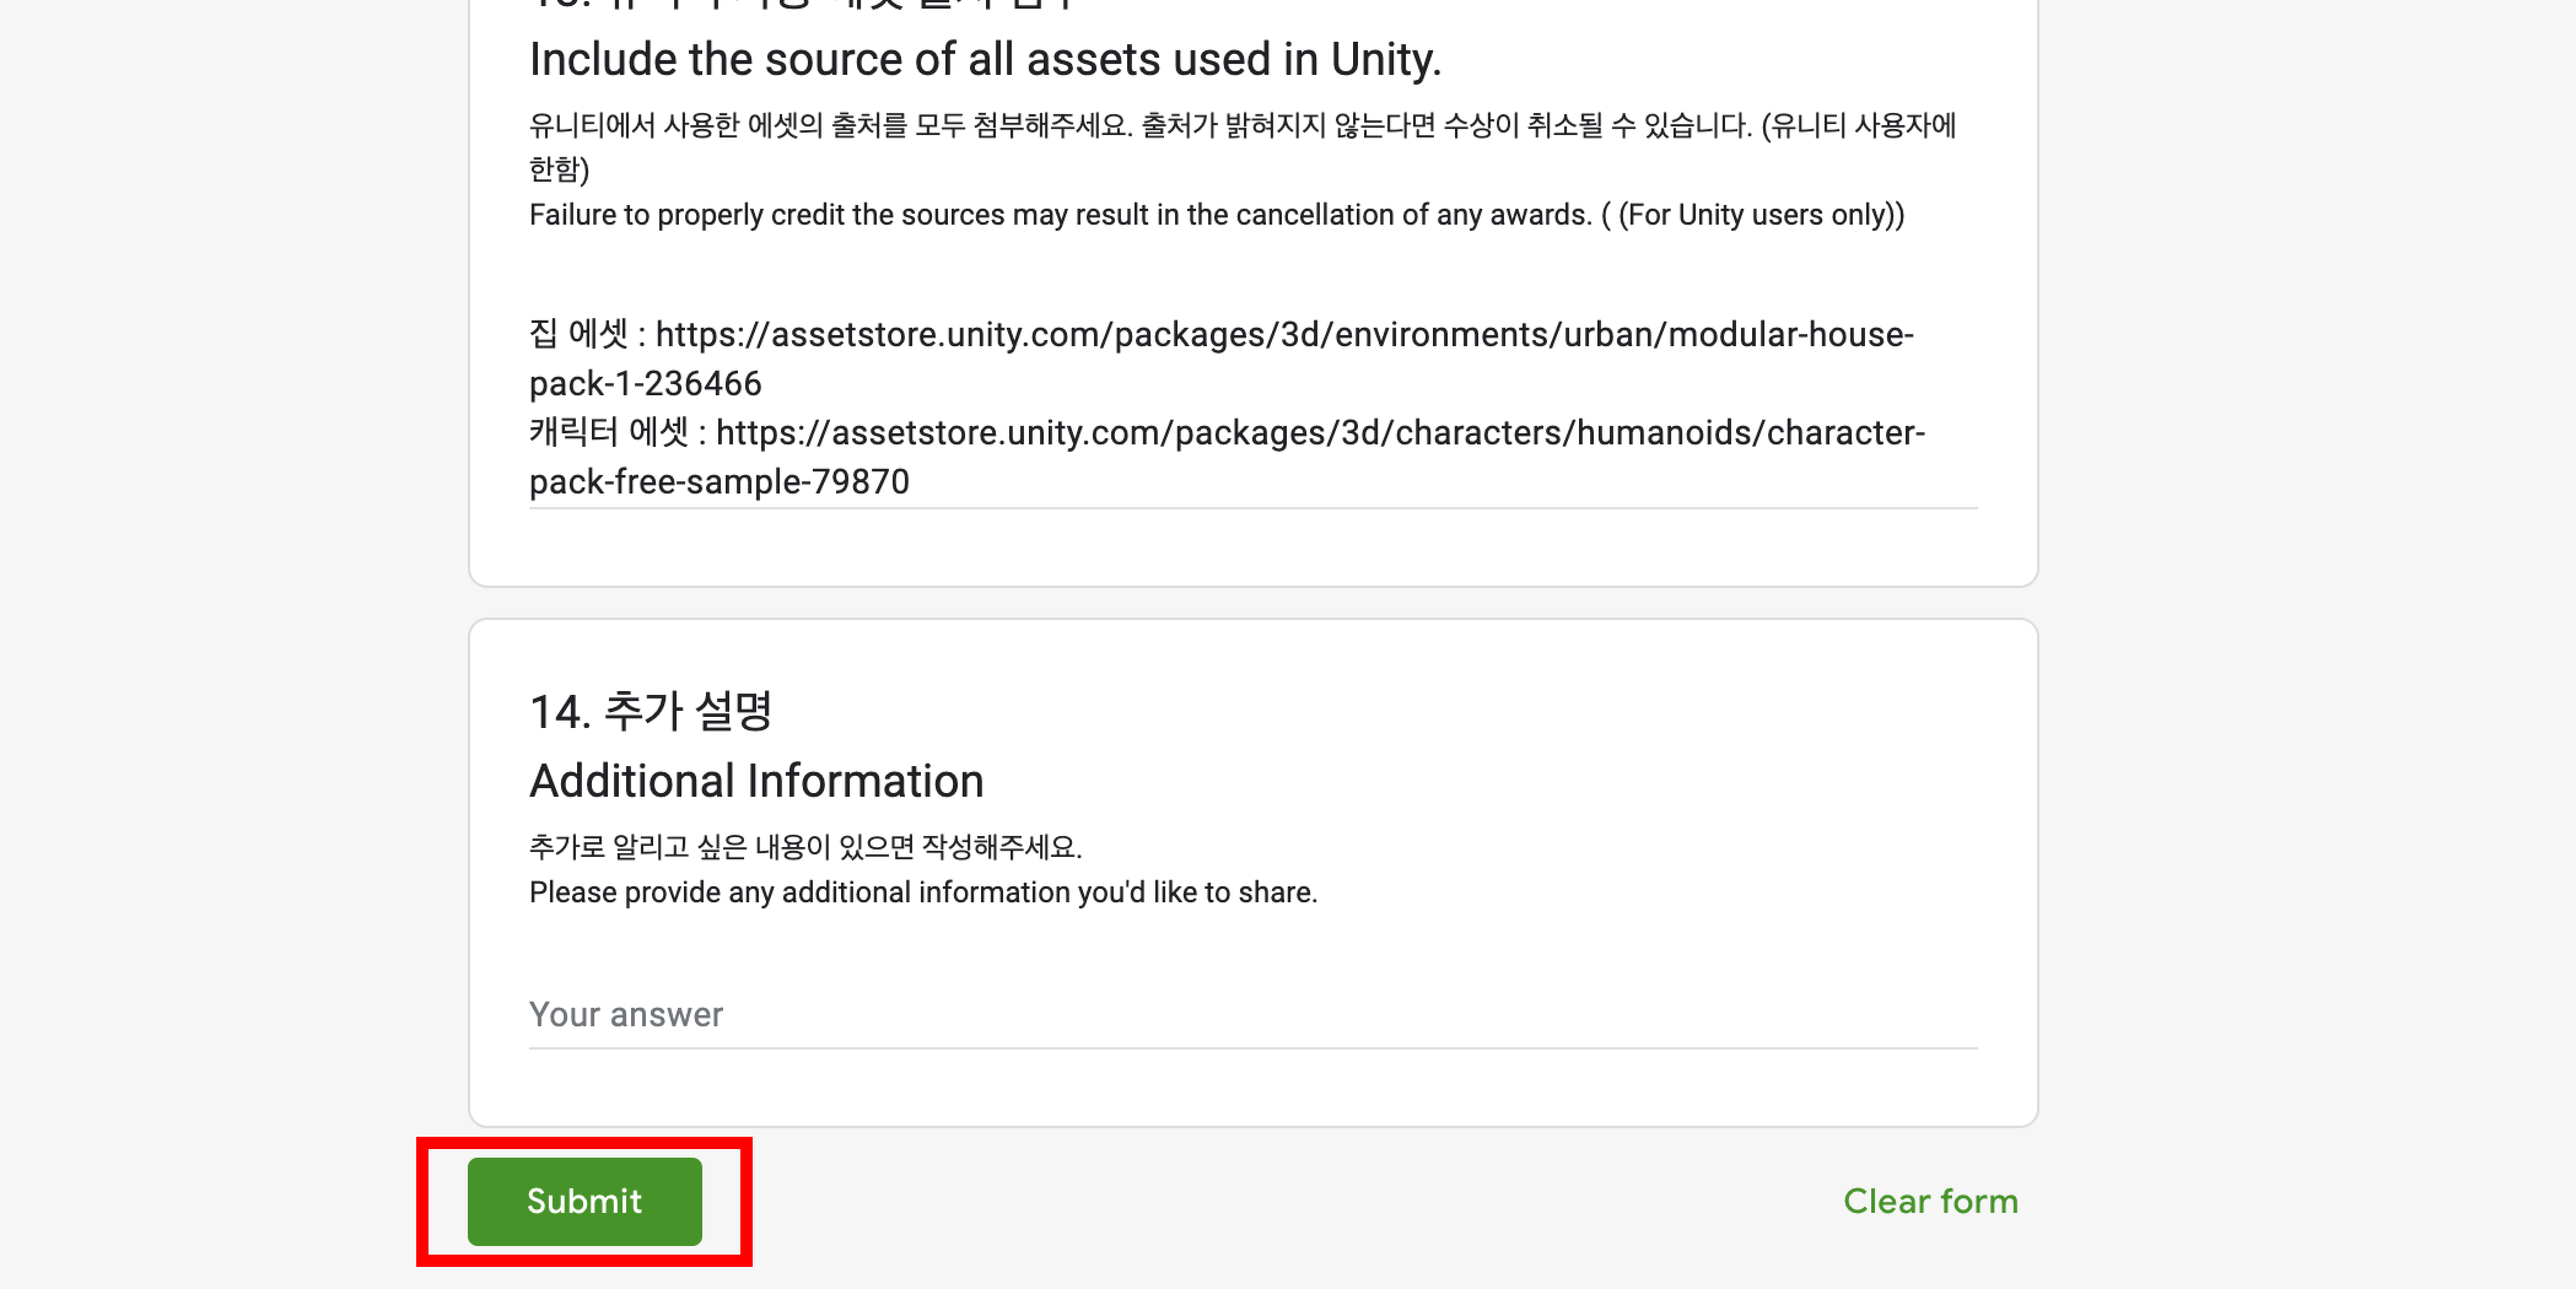 Include the source of all assets used in Unity.
유니티에서 사용한 에셋의 출처를 모두 첨부해주세요. 출처가 밝혀지지 않는다면 수상이 취소될 수 있습니다. (유니티 사용자에
한함)
Failure to properly credit the sources may result in the cancellation of any awards. ( (For Unity users only))
집 에셋 : https://assetstore.unity.com/packages/3d/environments/urban/modular-house-
pack-1-236466
캐릭터 에셋 : https://assetstore.unity.com/packages/3d/characters/humanoids/character-
pack-free-sample-79870
14. 추가 설명
Additional Information
추가로 알리고 싶은 내용이 있으면 작성해주세요.
Please provide any additional information you'd like to share.
Your answer
Submit
Clear form